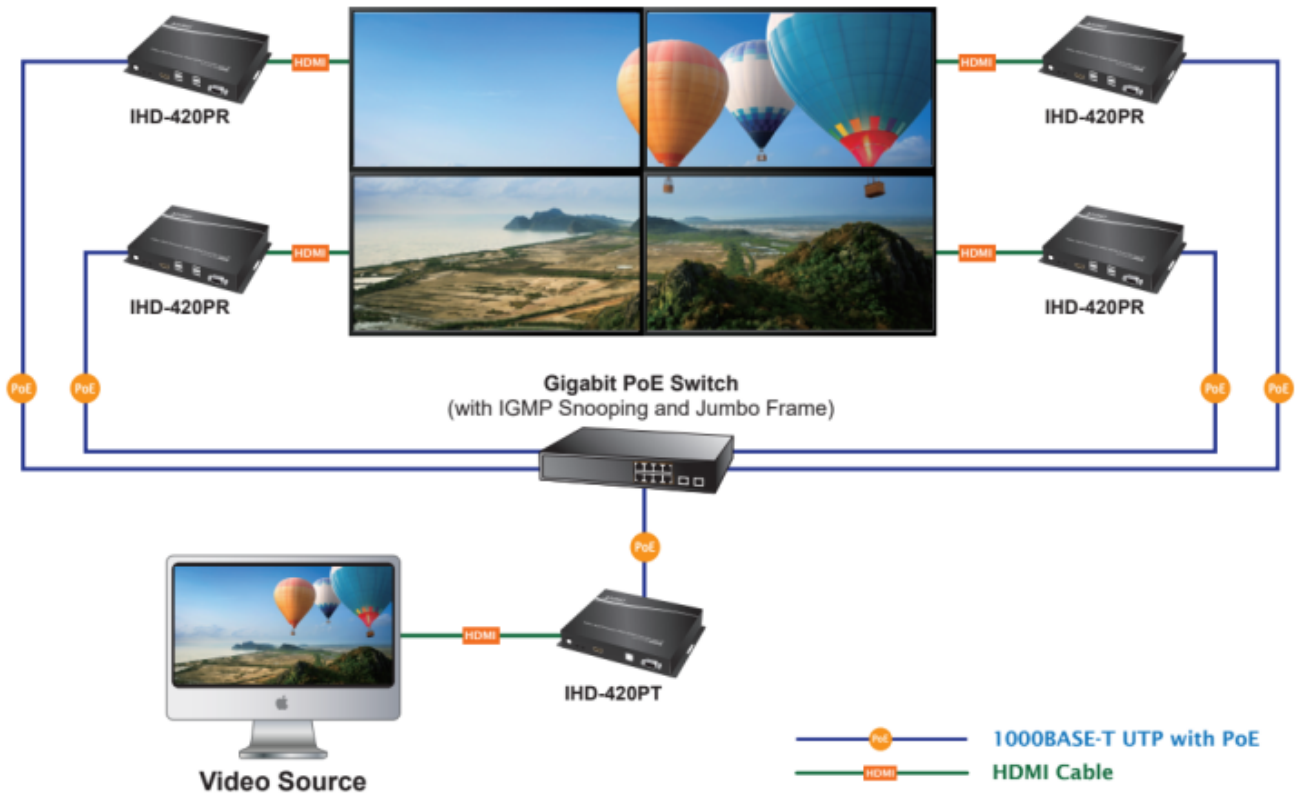 HDMI
HDMI
IHD-420PR
IHD-420PR
HDMI
HDMI
IHD-420PR
IHD-420PR
PoE
PoE
Gigabit PoE Switch
(with IGMP Snooping and Jumbo Frame)
PoE
PoE
PoE
HDMI
IHD-420PT
Video Source
PoE
1000BASE-T UTP with PoE
HDMI
HDMI Cable